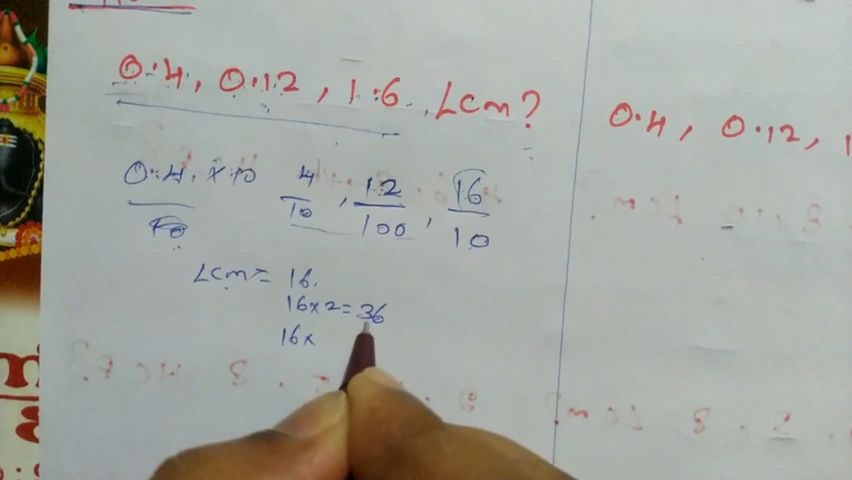 0.4, 0.12, 1.6 Lcm?
0.4, 0.12, 1
0.4 × 10 / 10 4/10 , 12/100 , 16/10
Lcm = 16.
16×2=36
16×